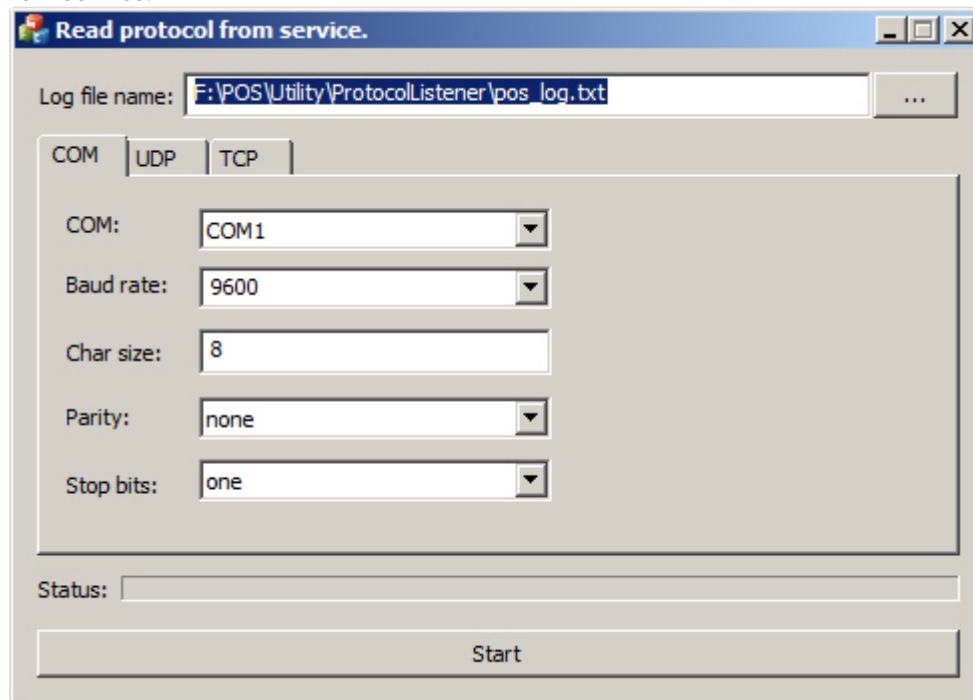 Read protocol from service.
Log file name: F:\POS\Utility\ProtocolListener\pos_log.txt ...
COM UDP TCP
COM: COM1
Baud rate: 9600
Char size: 8
Parity: none
Stop bits: one
Status:
Start